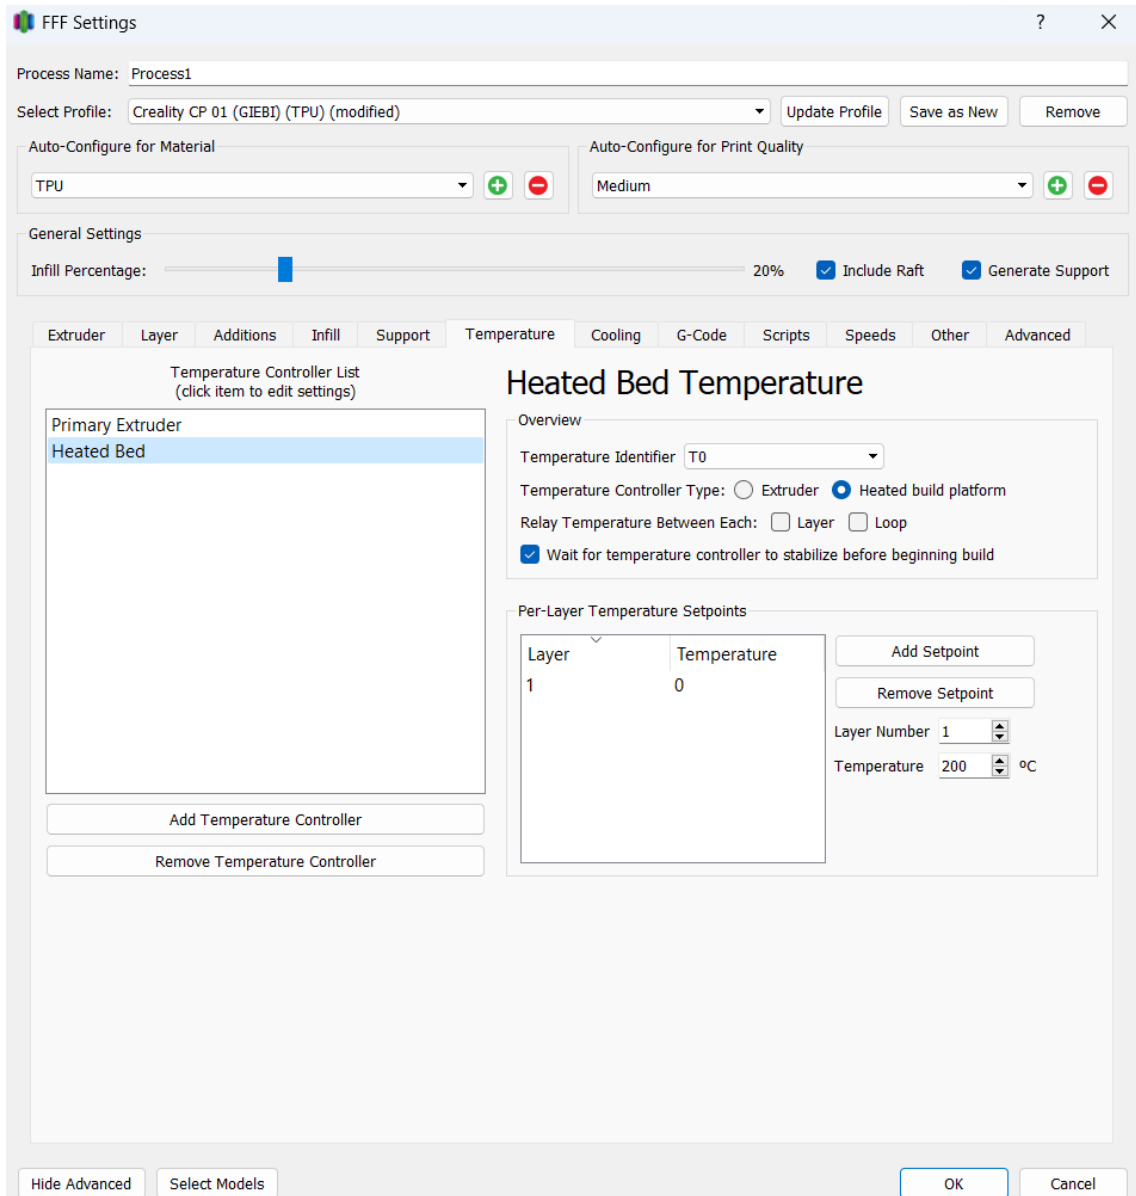 FFF Settings ?
Process Name: Process1
Select Profile: Creality CP 01 (GIEBI) (TPU) (modified) Update Profile Save as New Remove
Auto-Configure for Material Auto-Configure for Print Quality
TPU Medium
General Settings
Infill Percentage: 20% Include Raft Generate Support
Extruder Layer Additions Infill Support Temperature Cooling G-Code Scripts Speeds Other Advanced
Temperature Controller List
(click item to edit settings)
Primary Extruder
Heated Bed
Add Temperature Controller
Remove Temperature Controller
Heated Bed Temperature
Overview
Temperature Identifier T0
Temperature Controller Type: Extruder Heated build platform
Relay Temperature Between Each: Layer Loop
Wait for temperature controller to stabilize before beginning build
Per-Layer Temperature Setpoints
Layer Temperature
1 0
Add Setpoint
Remove Setpoint
Layer Number 1
Temperature 200 ºC
Hide Advanced Select Models OK Cancel